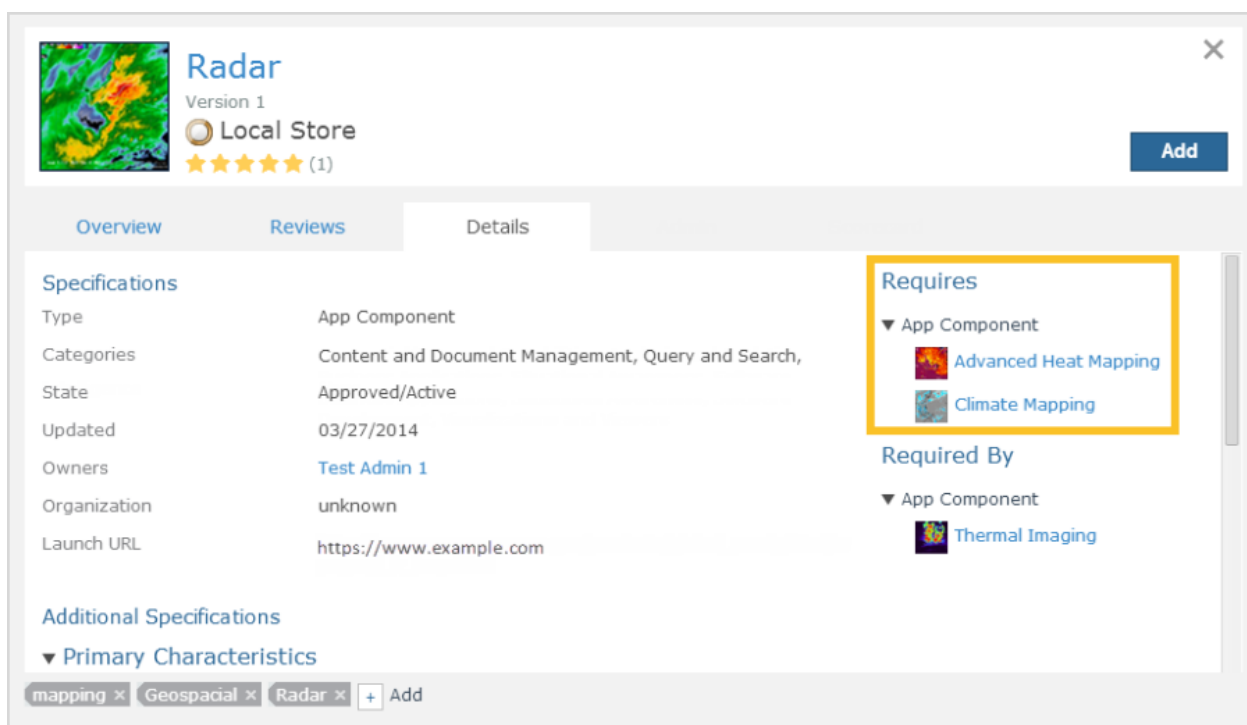 Radar
Version 1
Local Store
(1)
×
Add
Overview
Reviews
Details
Specifications
Type App Component
Categories Content and Document Management, Query and Search,
State Approved/Active
Updated 03/27/2014
Owners Test Admin 1
Organization unknown
Launch URL https://www.example.com
Requires
▼ App Component
Advanced Heat Mapping
Climate Mapping
Required By
▼ App Component
Thermal Imaging
Additional Specifications
▼ Primary Characteristics
mapping × Geospacial × Radar × + Add